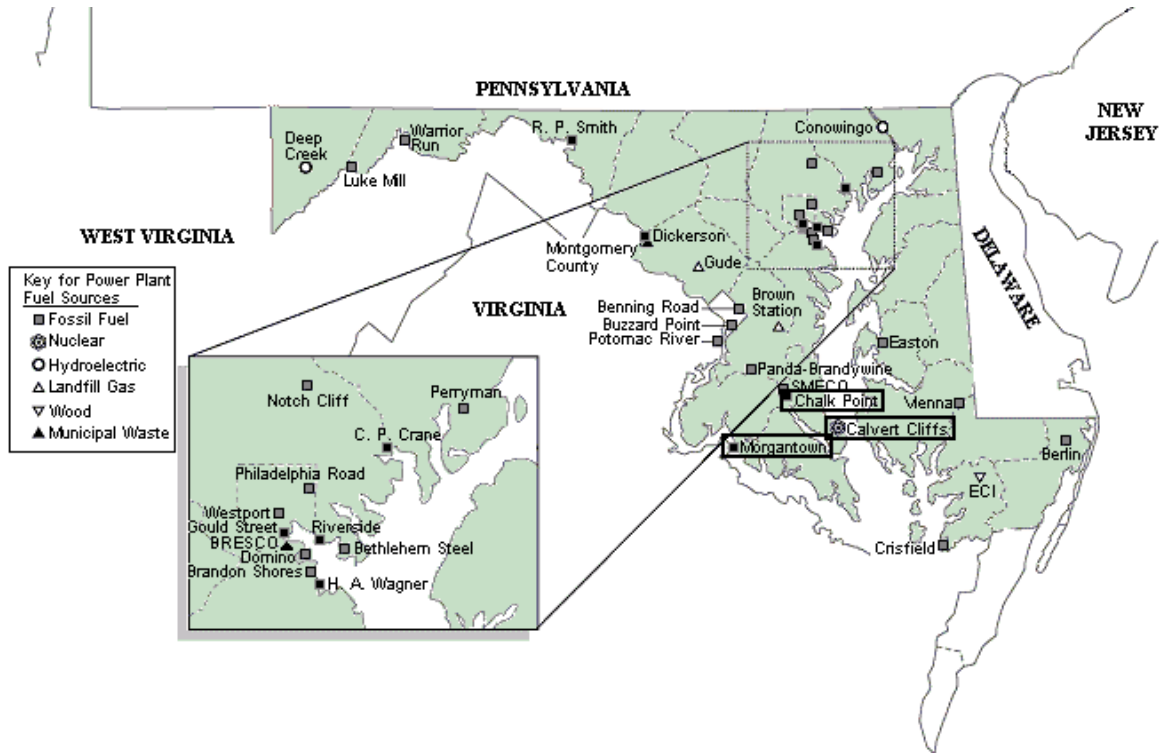 PENNSYLVANIA
NEW
JERSEY
Deep
Creek
Warrior
Run
R. P. Smith
Conowingo
Luke Mill
WEST VIRGINIA
Montgomery
County
Dickerson
Gude
DELAWARE
Key for Power Plant
Fuel Sources
Fossil Fuel
Nuclear
Hydroelectric
Landfill Gas
Wood
Municipal Waste
VIRGINIA
Benning Road
Buzzard Point
Potomac River
Brown
Station
Easton
Panda-Brandywine
SMECO
Chalk Point
Vienna
Calvert Cliffs
Morgantown
Berlin
ECI
Crisfield
Notch Cliff
Perryman
C. P. Crane
Philadelphia Road
Westport
Gould Street
Riverside
BRESCO
Domino
Bethlehem Steel
Brandon Shores
H. A. Wagner